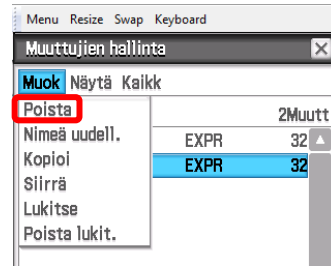 Menu Resize Swap Keyboard
Muuttujien hallinta
Muok Näytä Kaikk
Poista
2Muutt
Nimeä uudell.
EXPR 32
Kopioi
EXPR 32
Siirrä
Lukitse
Poista lukit.